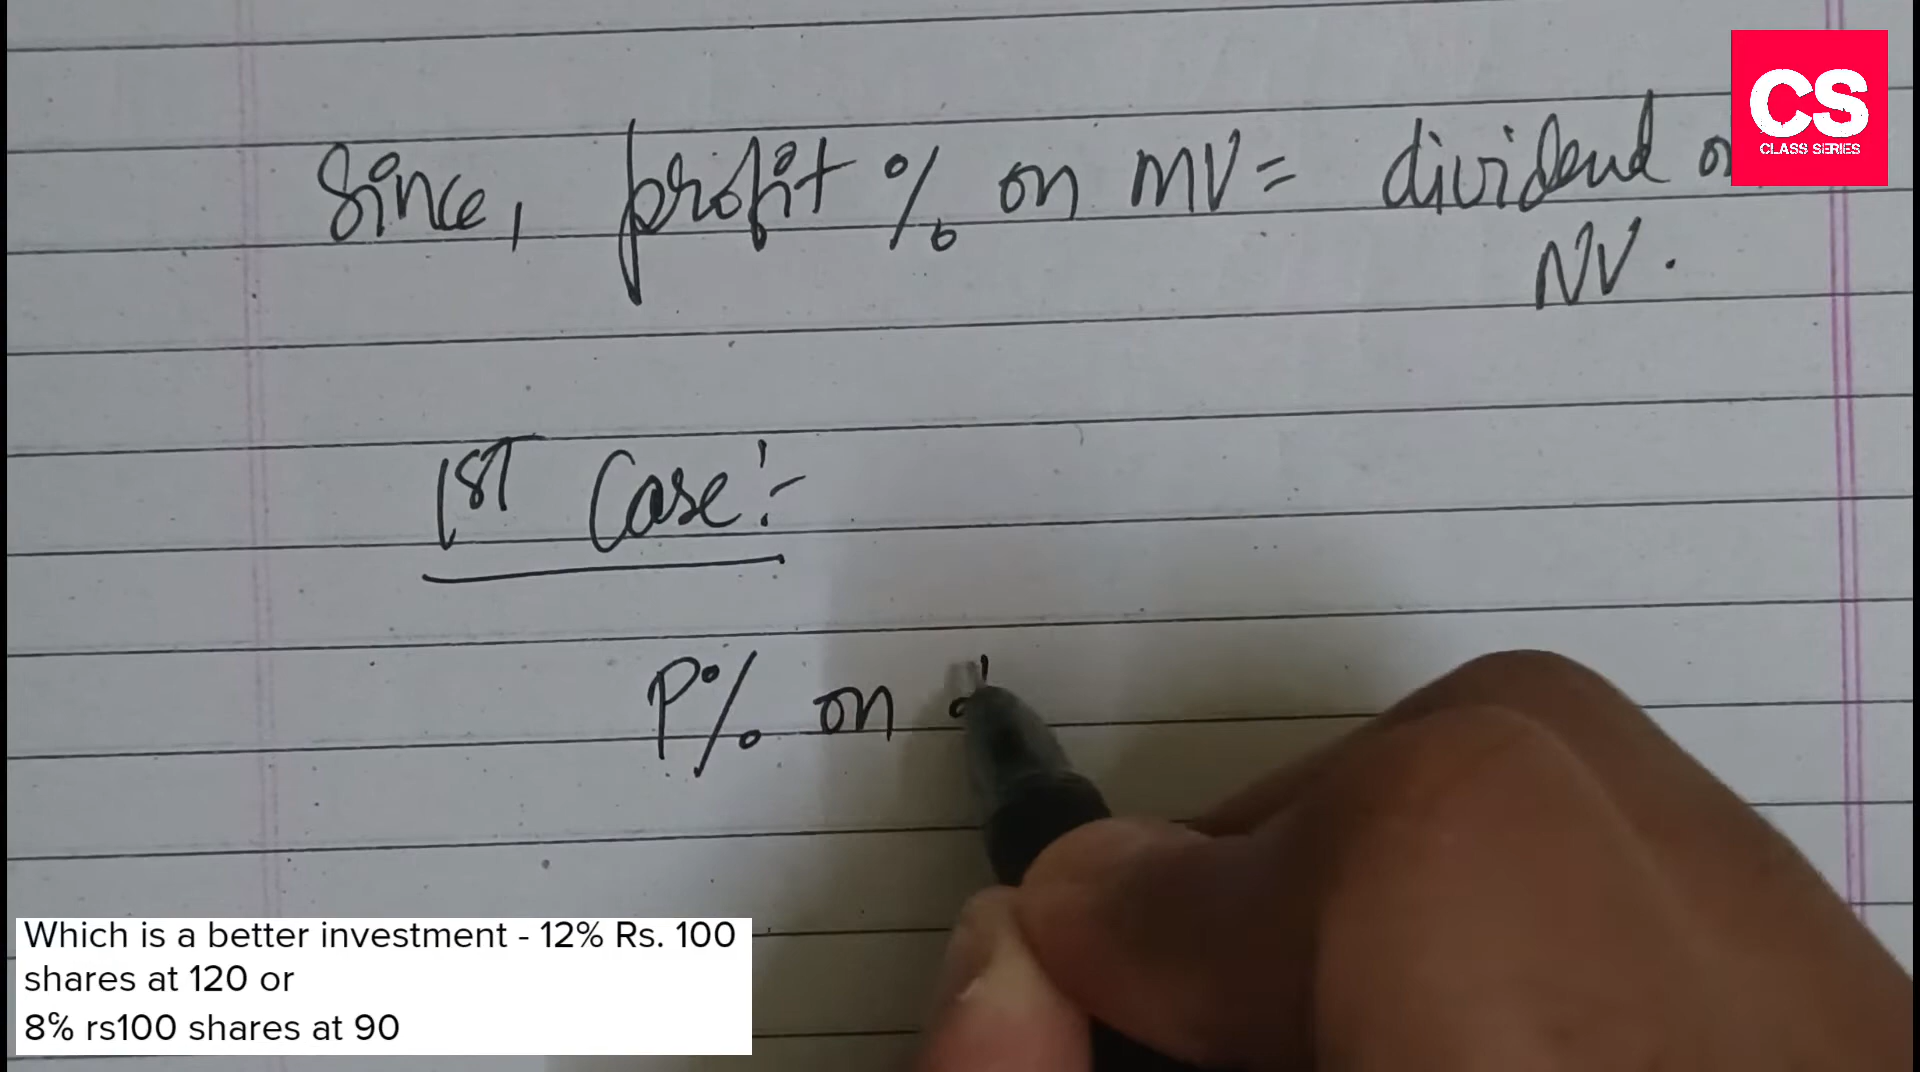 CS
CLASS SERIES
Since, profit % on MV = dividend
NV.
1ST Case :-
P% on
Which is a better investment - 12% Rs. 100
shares at 120 or
8% rs100 shares at 90